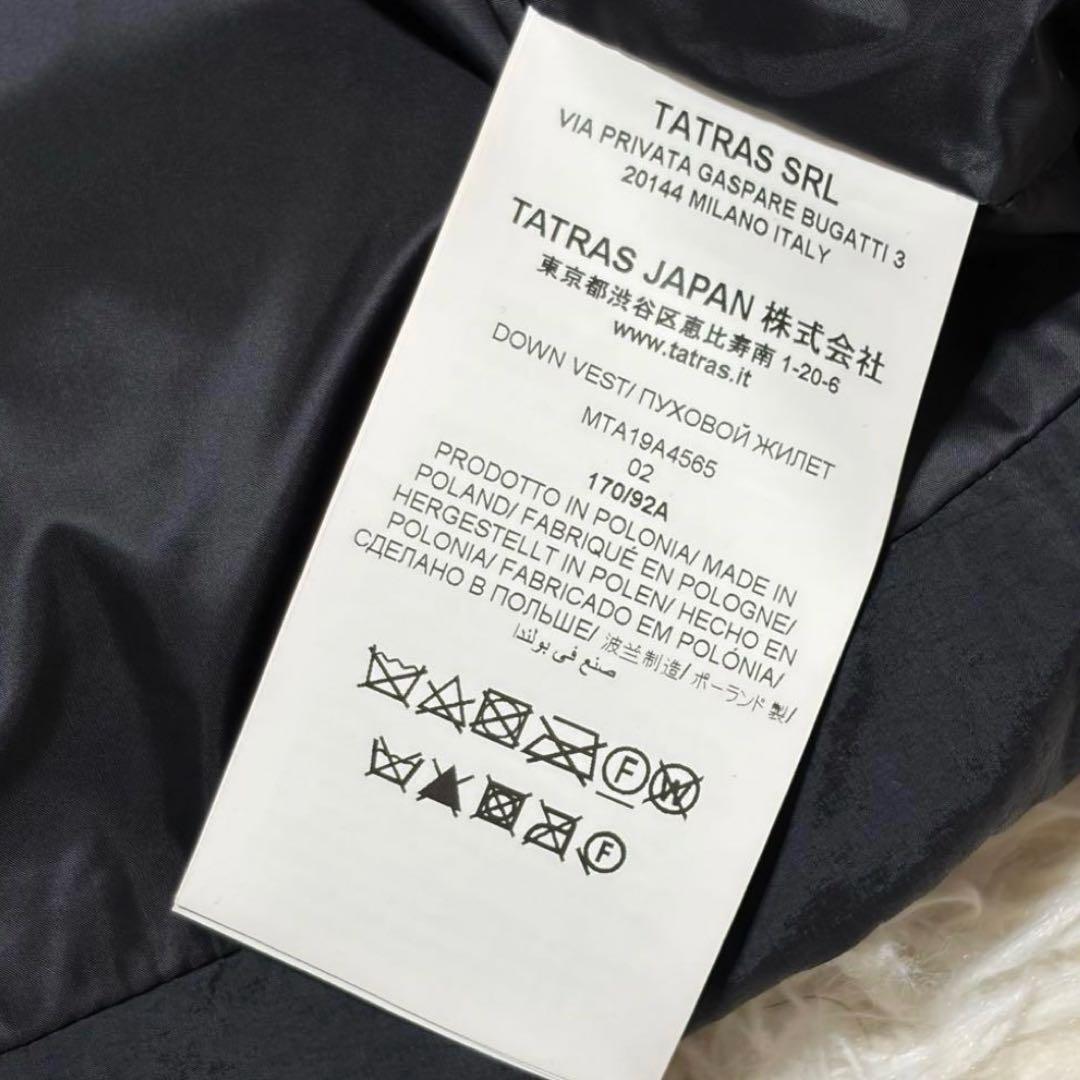 TATRAS SRL
VIA PRIVATA GASPARE BUGATTI 3
20144 MILANO ITALY
TATRAS JAPAN 株式会社
東京都渋谷区恵比寿南 1-20-6
www.tatras.it
DOWN VEST/ ПУХОВОЙ ЖИЛЕТ
MTA19A4565
02
170/92A
PRODOTTO IN POLONIA/ MADE IN
POLAND/ FABRIQUÉ EN POLOGNE/
HERGESTELLT IN POLEN/ HECHO EN
POLONIA/ FABRICADO EM POLÓNIA/
СДЕЛАНО В ПОЛЬШЕ/ 波兰制造/ ポーランド製/
صنع في بولندا
F W
F